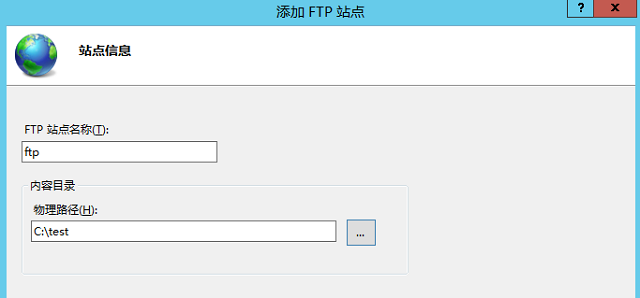 添加 FTP 站点
? X
站点信息
FTP 站点名称(T):
ftp
内容目录
物理路径(H):
C:\test
...